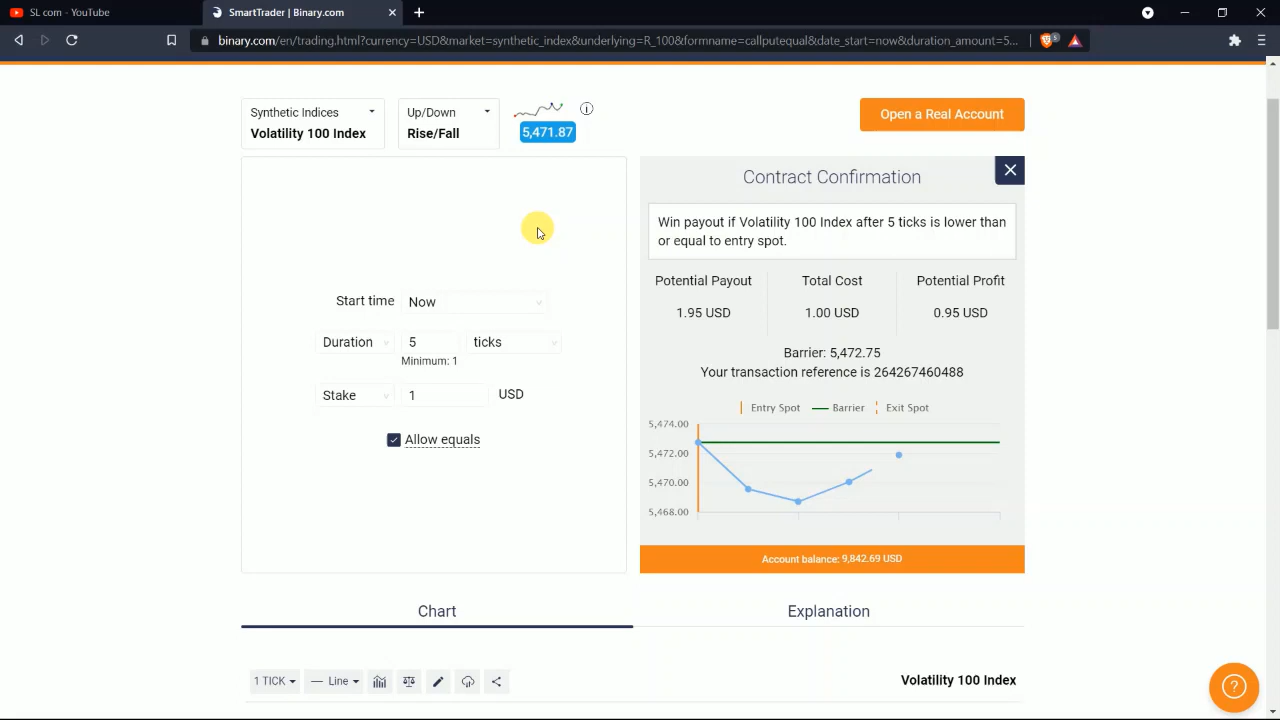 SL com - YouTube
SmartTrader | Binary.com
binary.com/en/trading.html?currency=USD&market=synthetic_index&underlying=R_100&formname=callputequal&date_start=now&duration_amount=5...
5
Synthetic Indices
Volatility 100 Index
Up/Down
Rise/Fall
5,471.87
Open a Real Account
Start time Now
Duration 5 ticks
Minimum: 1
Stake 1 USD
Allow equals
Contract Confirmation
Win payout if Volatility 100 Index after 5 ticks is lower than
or equal to entry spot.
Potential Payout Total Cost Potential Profit
1.95 USD 1.00 USD 0.95 USD
Barrier: 5,472.75
Your transaction reference is 264267460488
Entry Spot Barrier Exit Spot
5,474.00
5,472.00
5,470.00
5,468.00
Account balance: 9,842.69 USD
Chart Explanation
1 TICK Line Volatility 100 Index